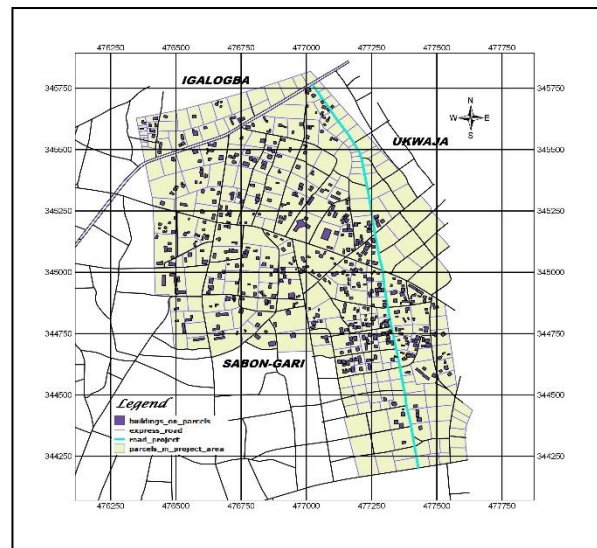 476250 476500 476750 477000 477250 477500 477750
IGALOGBA
345750 345750
N
W E
S
UKWAJA
345500 345500
345250 345250
345000 345000
344750 344750
SABON-GARI
344500 344500
Legend
buildings_on_parcels
express_road
road_project
parcels_in_project_area
344250 344250
476250 476500 476750 477000 477250 477500 477750